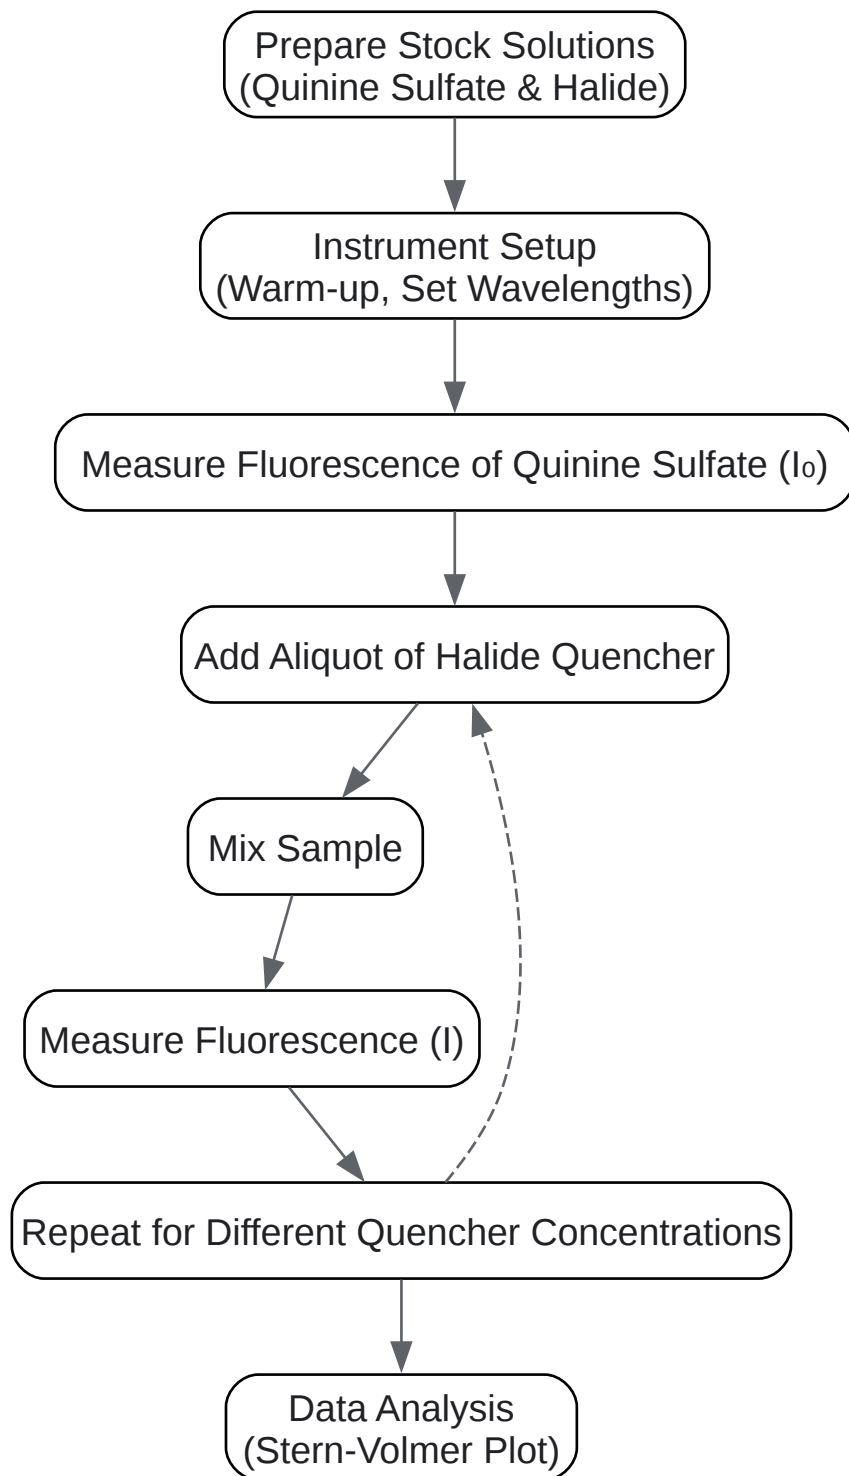 Prepare Stock Solutions
(Quinine Sulfate & Halide)
Instrument Setup
(Warm-up, Set Wavelengths)
Measure Fluorescence of Quinine Sulfate (I₀)
Add Aliquot of Halide Quencher
Mix Sample
Measure Fluorescence (I)
Repeat for Different Quencher Concentrations
Data Analysis
(Stern-Volmer Plot)